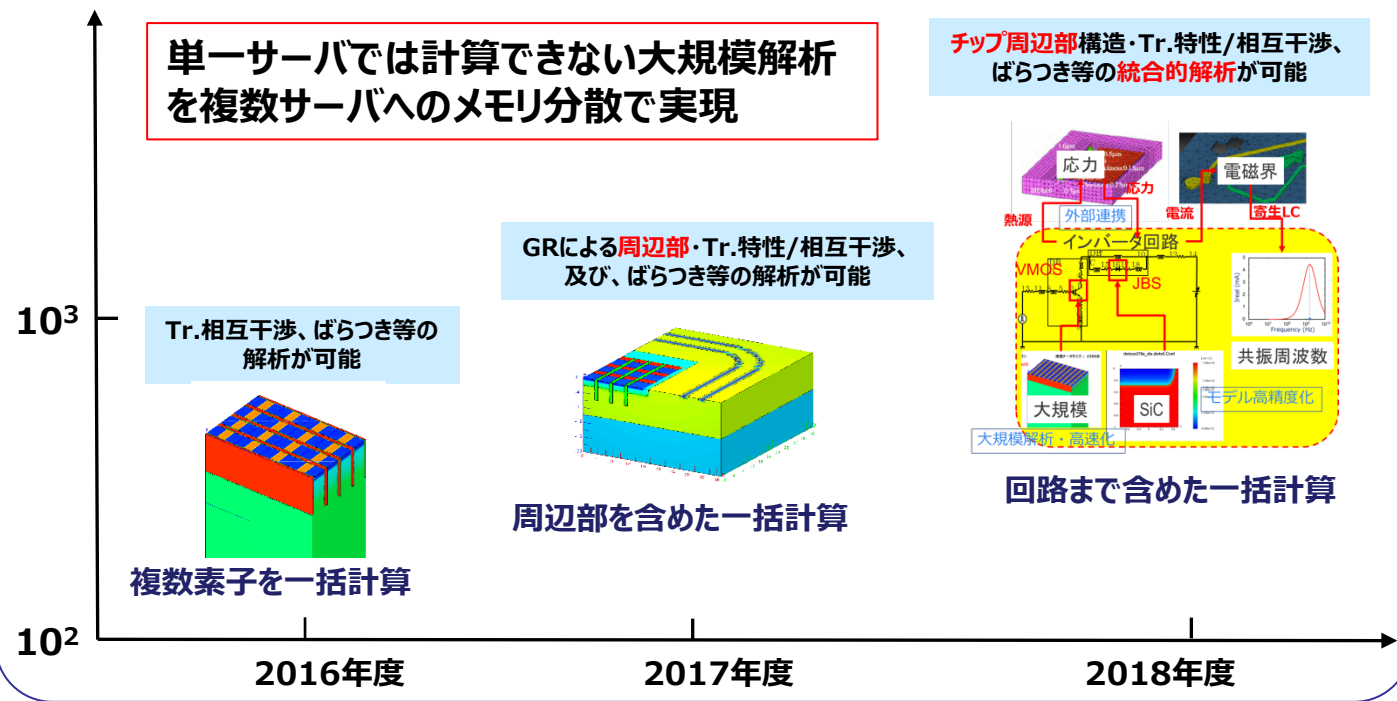 単一サーバでは計算できない大規模解析
を複数サーバへのメモリ分散で実現
チップ周辺部構造・Tr.特性/相互干渉、
ばらつき等の統合的解析が可能
応力
電磁界
応力
熱源
外部連携
電流
寄生LC
インバータ回路
VMOS
JBS
Ireal (mA)
Frequency (Hz)
共振周波数
大規模
SiC
モデル高精度化
大規模解析・高速化
回路まで含めた一括計算
GRによる周辺部・Tr.特性/相互干渉、
及び、ばらつき等の解析が可能
周辺部を含めた一括計算
Tr.相互干渉、ばらつき等の
解析が可能
複数素子を一括計算
10³
10²
2016年度
2017年度
2018年度